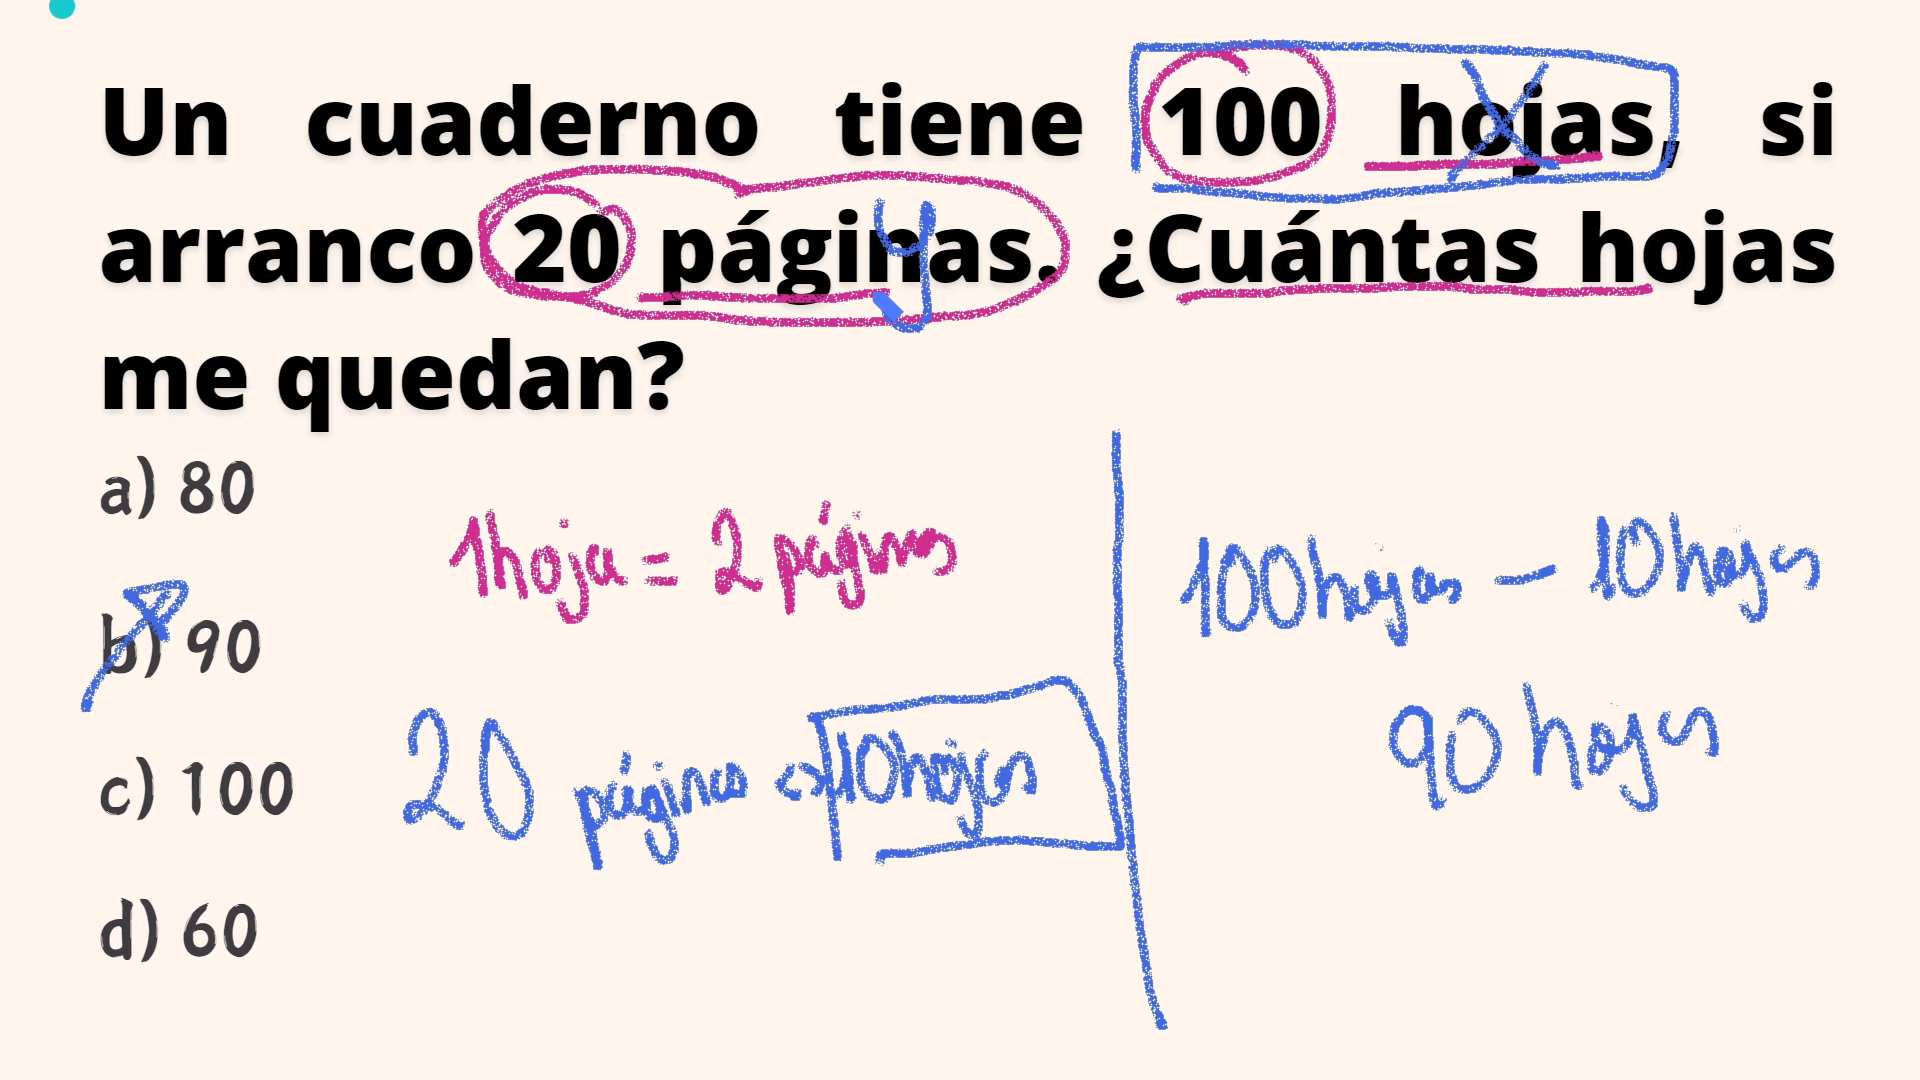 Un cuaderno tiene 100 hojas, si
arranco 20 páginas. ¿Cuántas hojas
me quedan?
a) 80
b) 90
c) 100
d) 60
1hoja = 2 páginas
20 páginas <> 10hojas
100hojas - 10hojas
90 hojas
x
y